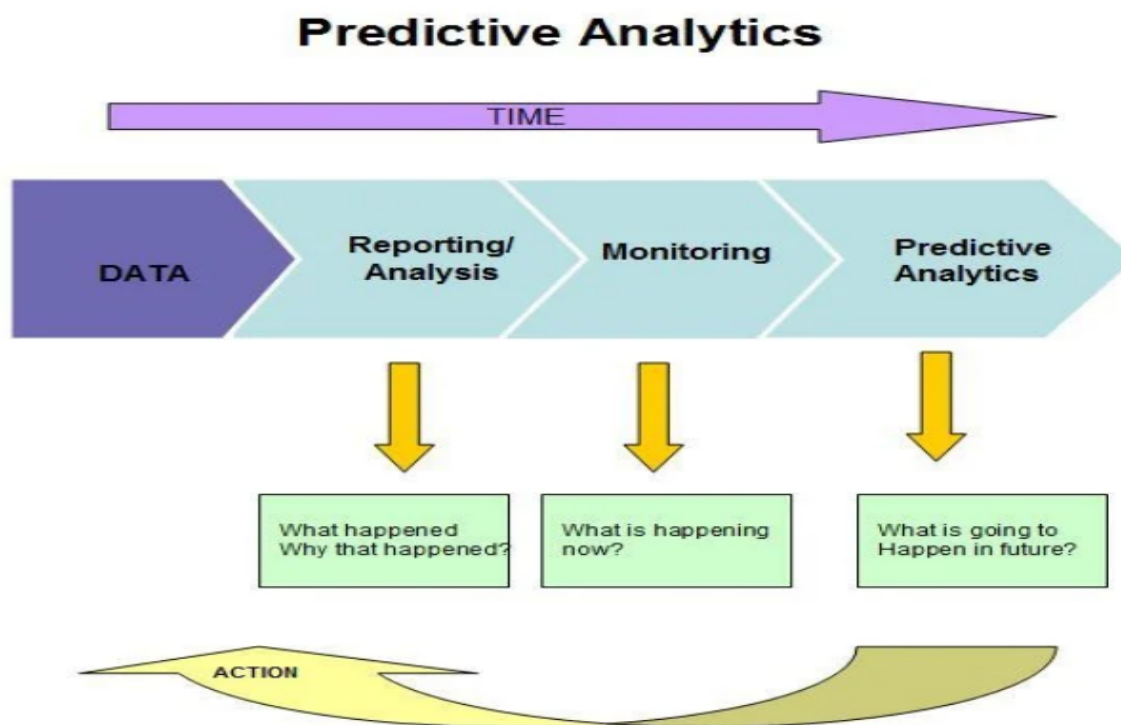 Predictive Analytics
TIME
DATA
Reporting/
Analysis
Monitoring
Predictive
Analytics
What happened
Why that happened?
What is happening
now?
What is going to
Happen in future?
ACTION